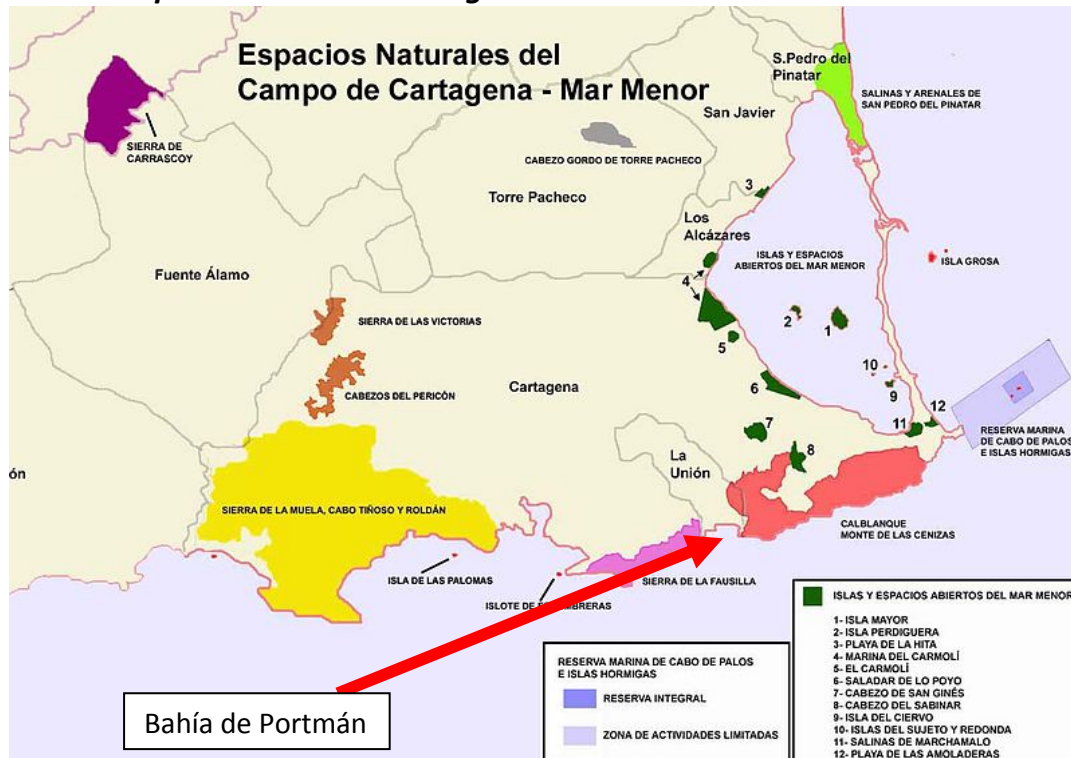 Espacios Naturales del
Campo de Cartagena - Mar Menor
S.Pedro del
Pinatar
SALINAS Y ARENALES DE
SAN PEDRO DEL PINATAR
San Javier
SIERRA DE
CARRASCOY
CABEZO GORDO DE TORRE PACHECO
3
Torre Pacheco
Los
Alcázares
ISLAS Y ESPACIOS
ABIERTOS DEL MAR MENOR
ISLA GROSA
Fuente Álamo
4
SIERRA DE LAS VICTORIAS
2
1
5
10
CABEZOS DEL PERICÓN
Cartagena
6
9
12
11
RESERVA MARINA
DE CABO DE PALOS
E ISLAS HORMIGAS
7
8
La
Unión
ón
SIERRA DE LA MUELA, CABO TIÑOSO Y ROLDÁN
CALBLANQUE
MONTE DE LAS CENIZAS
ISLA DE LAS PALOMAS
SIERRA DE LA FAUSILLA
ISLOTE DE
ISLAS Y ESPACIOS ABIERTOS DEL MAR MENOR
1- ISLA MAYOR
2- ISLA PERDIGUERA
3- PLAYA DE LA HITA
4- MARINA DEL CARMOLÍ
5- EL CARMOLÍ
6- SALADAR DE LO POYO
7- CABEZO DE SAN GINÉS
8- CABEZO DEL SABINAR
9- ISLA DEL CIERVO
10- ISLAS DEL SUJETO Y REDONDA
11- SALINAS DE MARCHAMALO
12- PLAYA DE LAS AMOLADERAS
RESERVA MARINA DE CABO DE PALOS
E ISLAS HORMIGAS
RESERVA INTEGRAL
ZONA DE ACTIVIDADES LIMITADAS
Bahía de Portmán